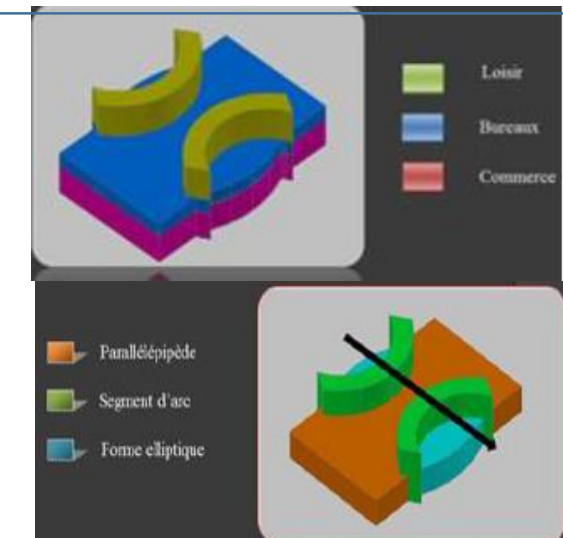 Loisir
Bureaux
Commerce
Parallélépipède
Segment d'arc
Forme elliptique